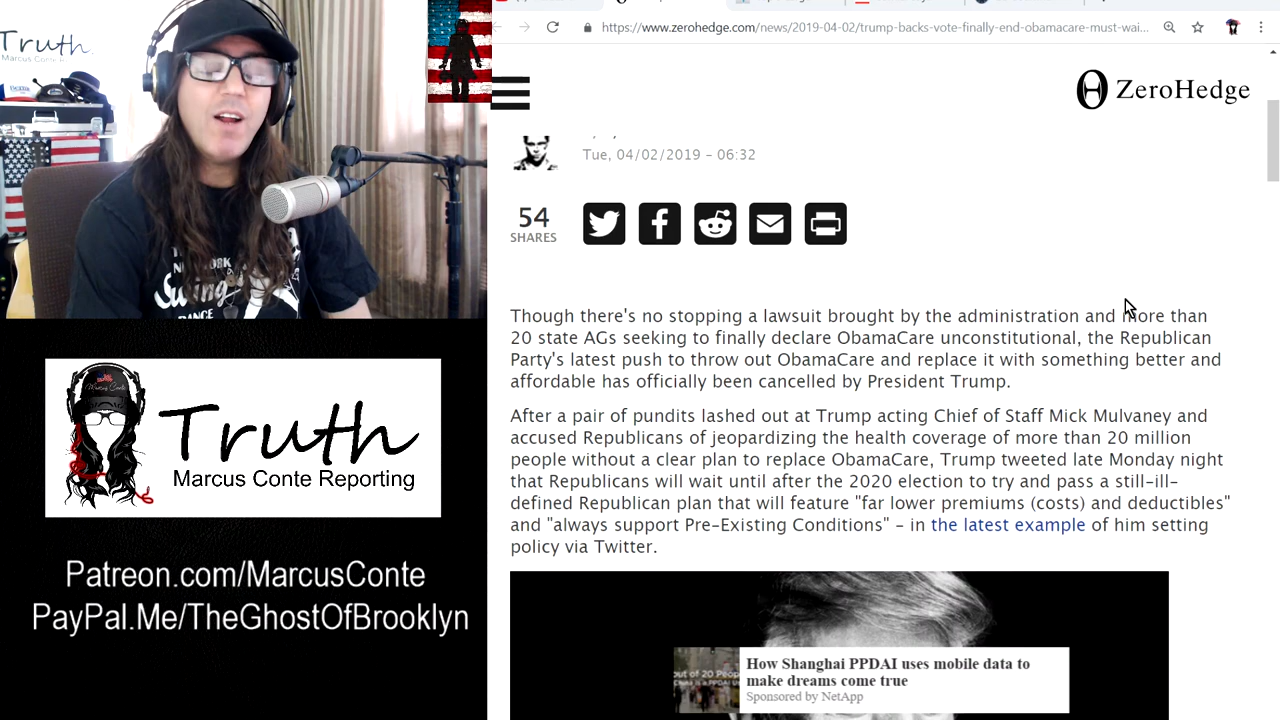 Truth
Marcus Conte R
Swing
DANCE
Truth
Marcus Conte Reporting
Patreon.com/MarcusConte
PayPal.Me/TheGhostOfBrooklyn
https://www.zerohedge.com/news/2019-04-02/trump-backs-vote-finally-end-obamacare-must-wai...
ZeroHedge
Tue, 04/02/2019 - 06:32
54
SHARES
Though there's no stopping a lawsuit brought by the administration and more than
20 state AGs seeking to finally declare ObamaCare unconstitutional, the Republican
Party's latest push to throw out ObamaCare and replace it with something better and
affordable has officially been cancelled by President Trump.
After a pair of pundits lashed out at Trump acting Chief of Staff Mick Mulvaney and
accused Republicans of jeopardizing the health coverage of more than 20 million
people without a clear plan to replace ObamaCare, Trump tweeted late Monday night
that Republicans will wait until after the 2020 election to try and pass a still-ill-
defined Republican plan that will feature "far lower premiums (costs) and deductibles"
and "always support Pre-Existing Conditions" - in the latest example of him setting
policy via Twitter.
out of 20 Peop
How Shanghai PPDAI uses mobile data to
make dreams come true
Sponsored by NetApp